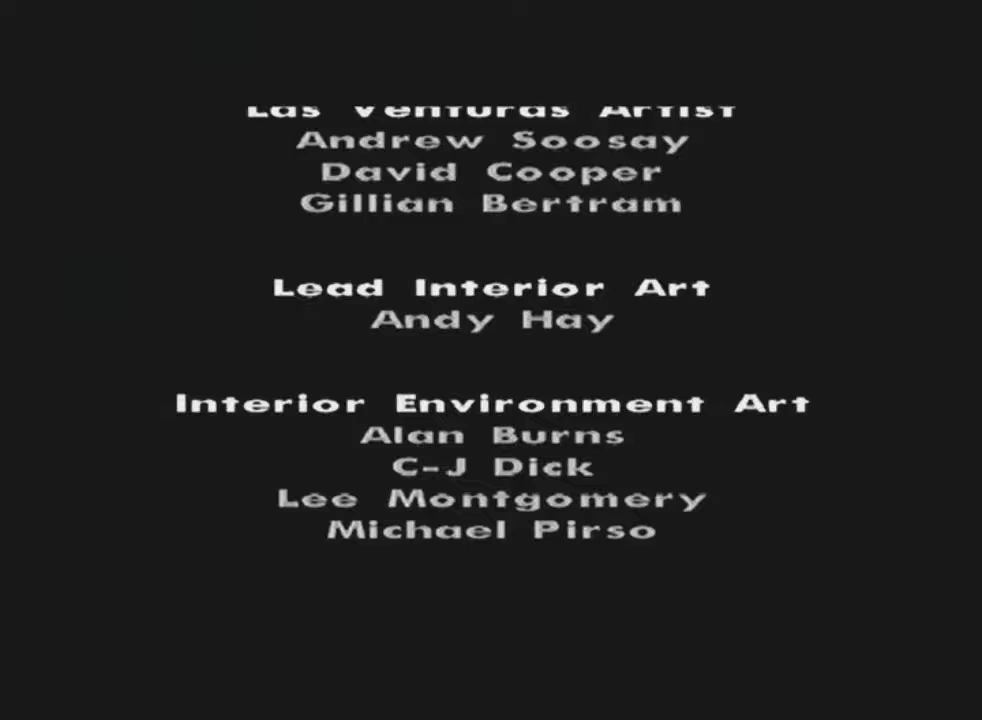 Las Venturas Artist
Andrew Soosay
David Cooper
Gillian Bertram
Lead Interior Art
Andy Hay
Interior Environment Art
Alan Burns
C-J Dick
Lee Montgomery
Michael Pirso